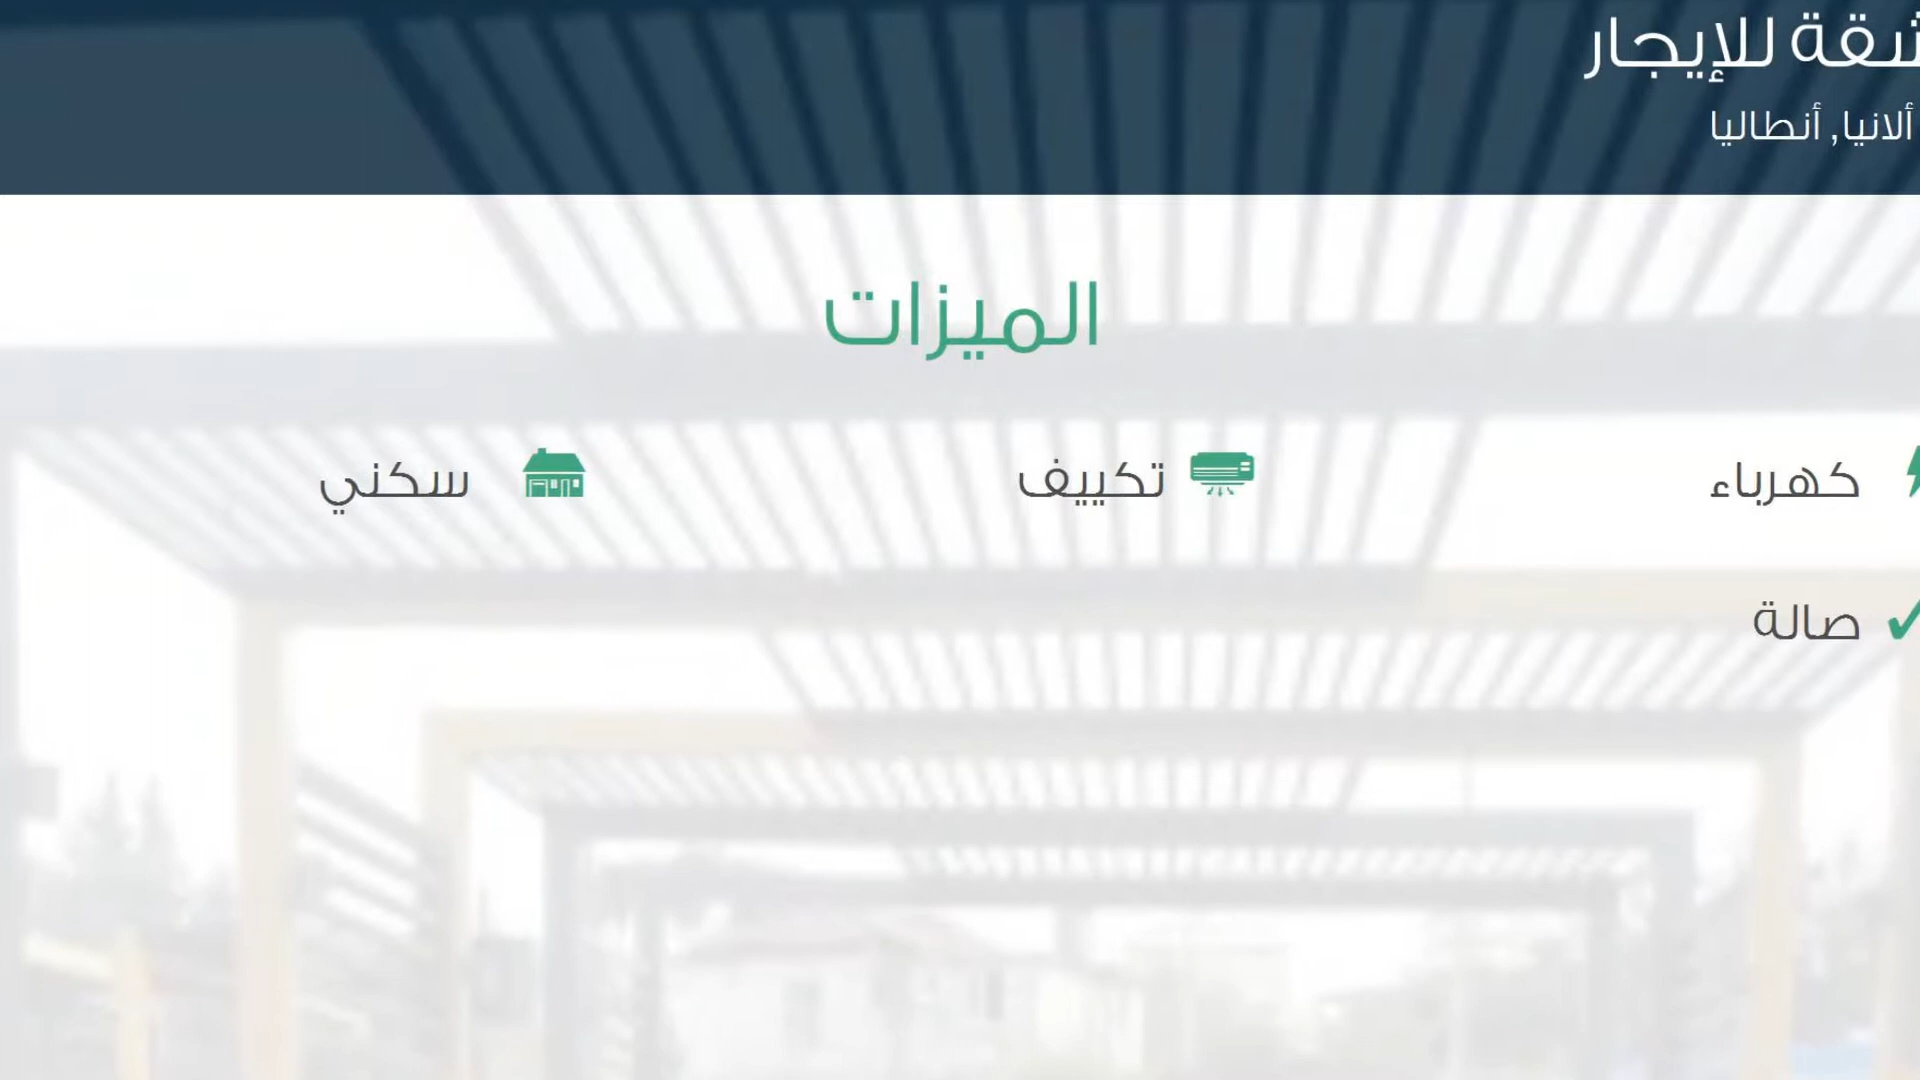 شقة للإيجار
ألانيا, أنطاليا
الميزات
كهرباء
تكييف
سكني
صالة